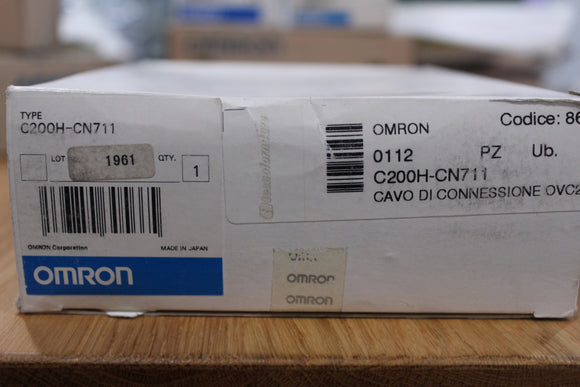 OMRON
TYPE
C200H-CN711
LOT 1961 QTY. 1
OMRON Corporation MADE IN JAPAN
OMRON
OMRON
OMRON
Codice: 86
OMRON
0112 PZ Ub.
C200H-CN711
CAVO DI CONNESSIONE OVC2